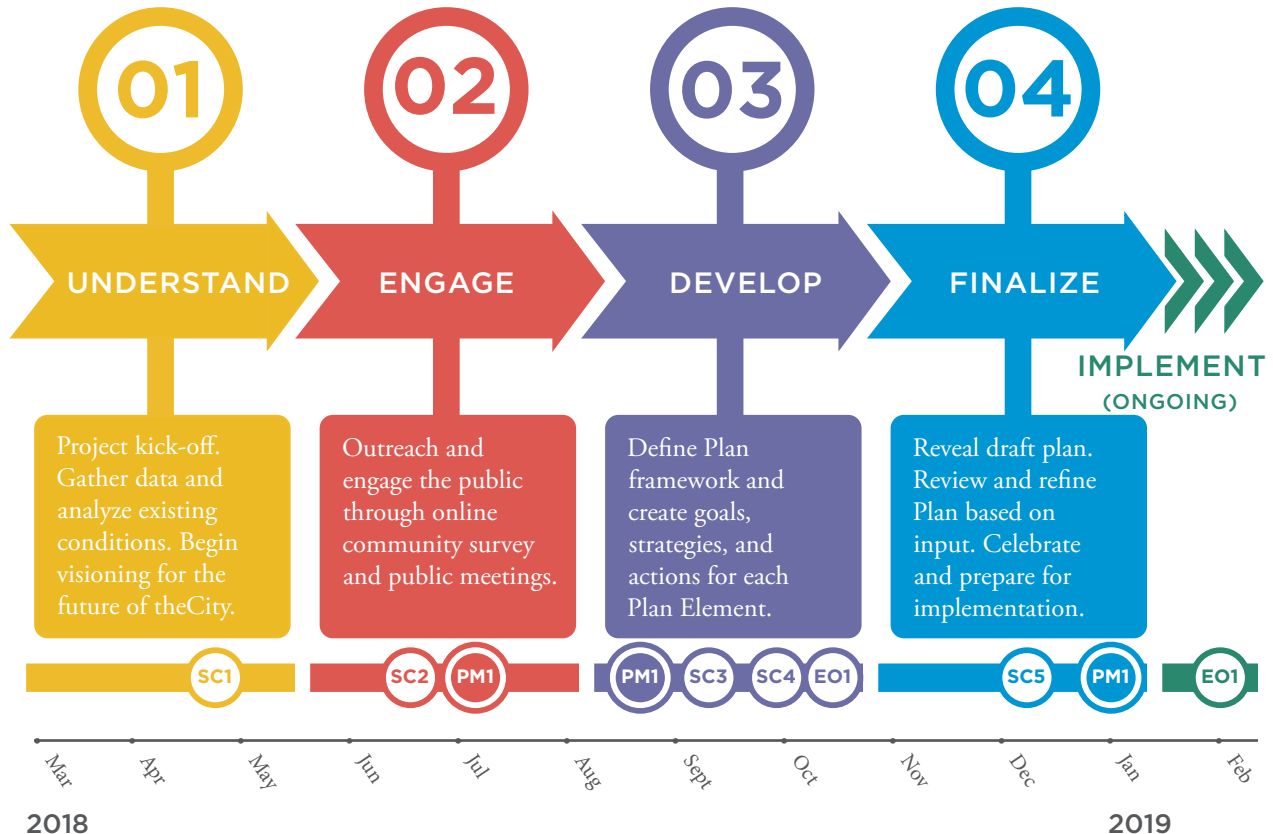 01
02
03
04
UNDERSTAND
ENGAGE
DEVELOP
FINALIZE
IMPLEMENT
(ONGOING)
Project kick-off.
Gather data and
analyze existing
conditions. Begin
visioning for the
future of theCity.
Outreach and
engage the public
through online
community survey
and public meetings.
Define Plan
framework and
create goals,
strategies, and
actions for each
Plan Element.
Reveal draft plan.
Review and refine
Plan based on
input. Celebrate
and prepare for
implementation.
SC1
SC2
PM1
PM1
SC3
SC4
EO1
SC5
PM1
EO1
Mar
Apr
May
Jun
Jul
Aug
Sept
Oct
Nov
Dec
Jan
Feb
2018
2019